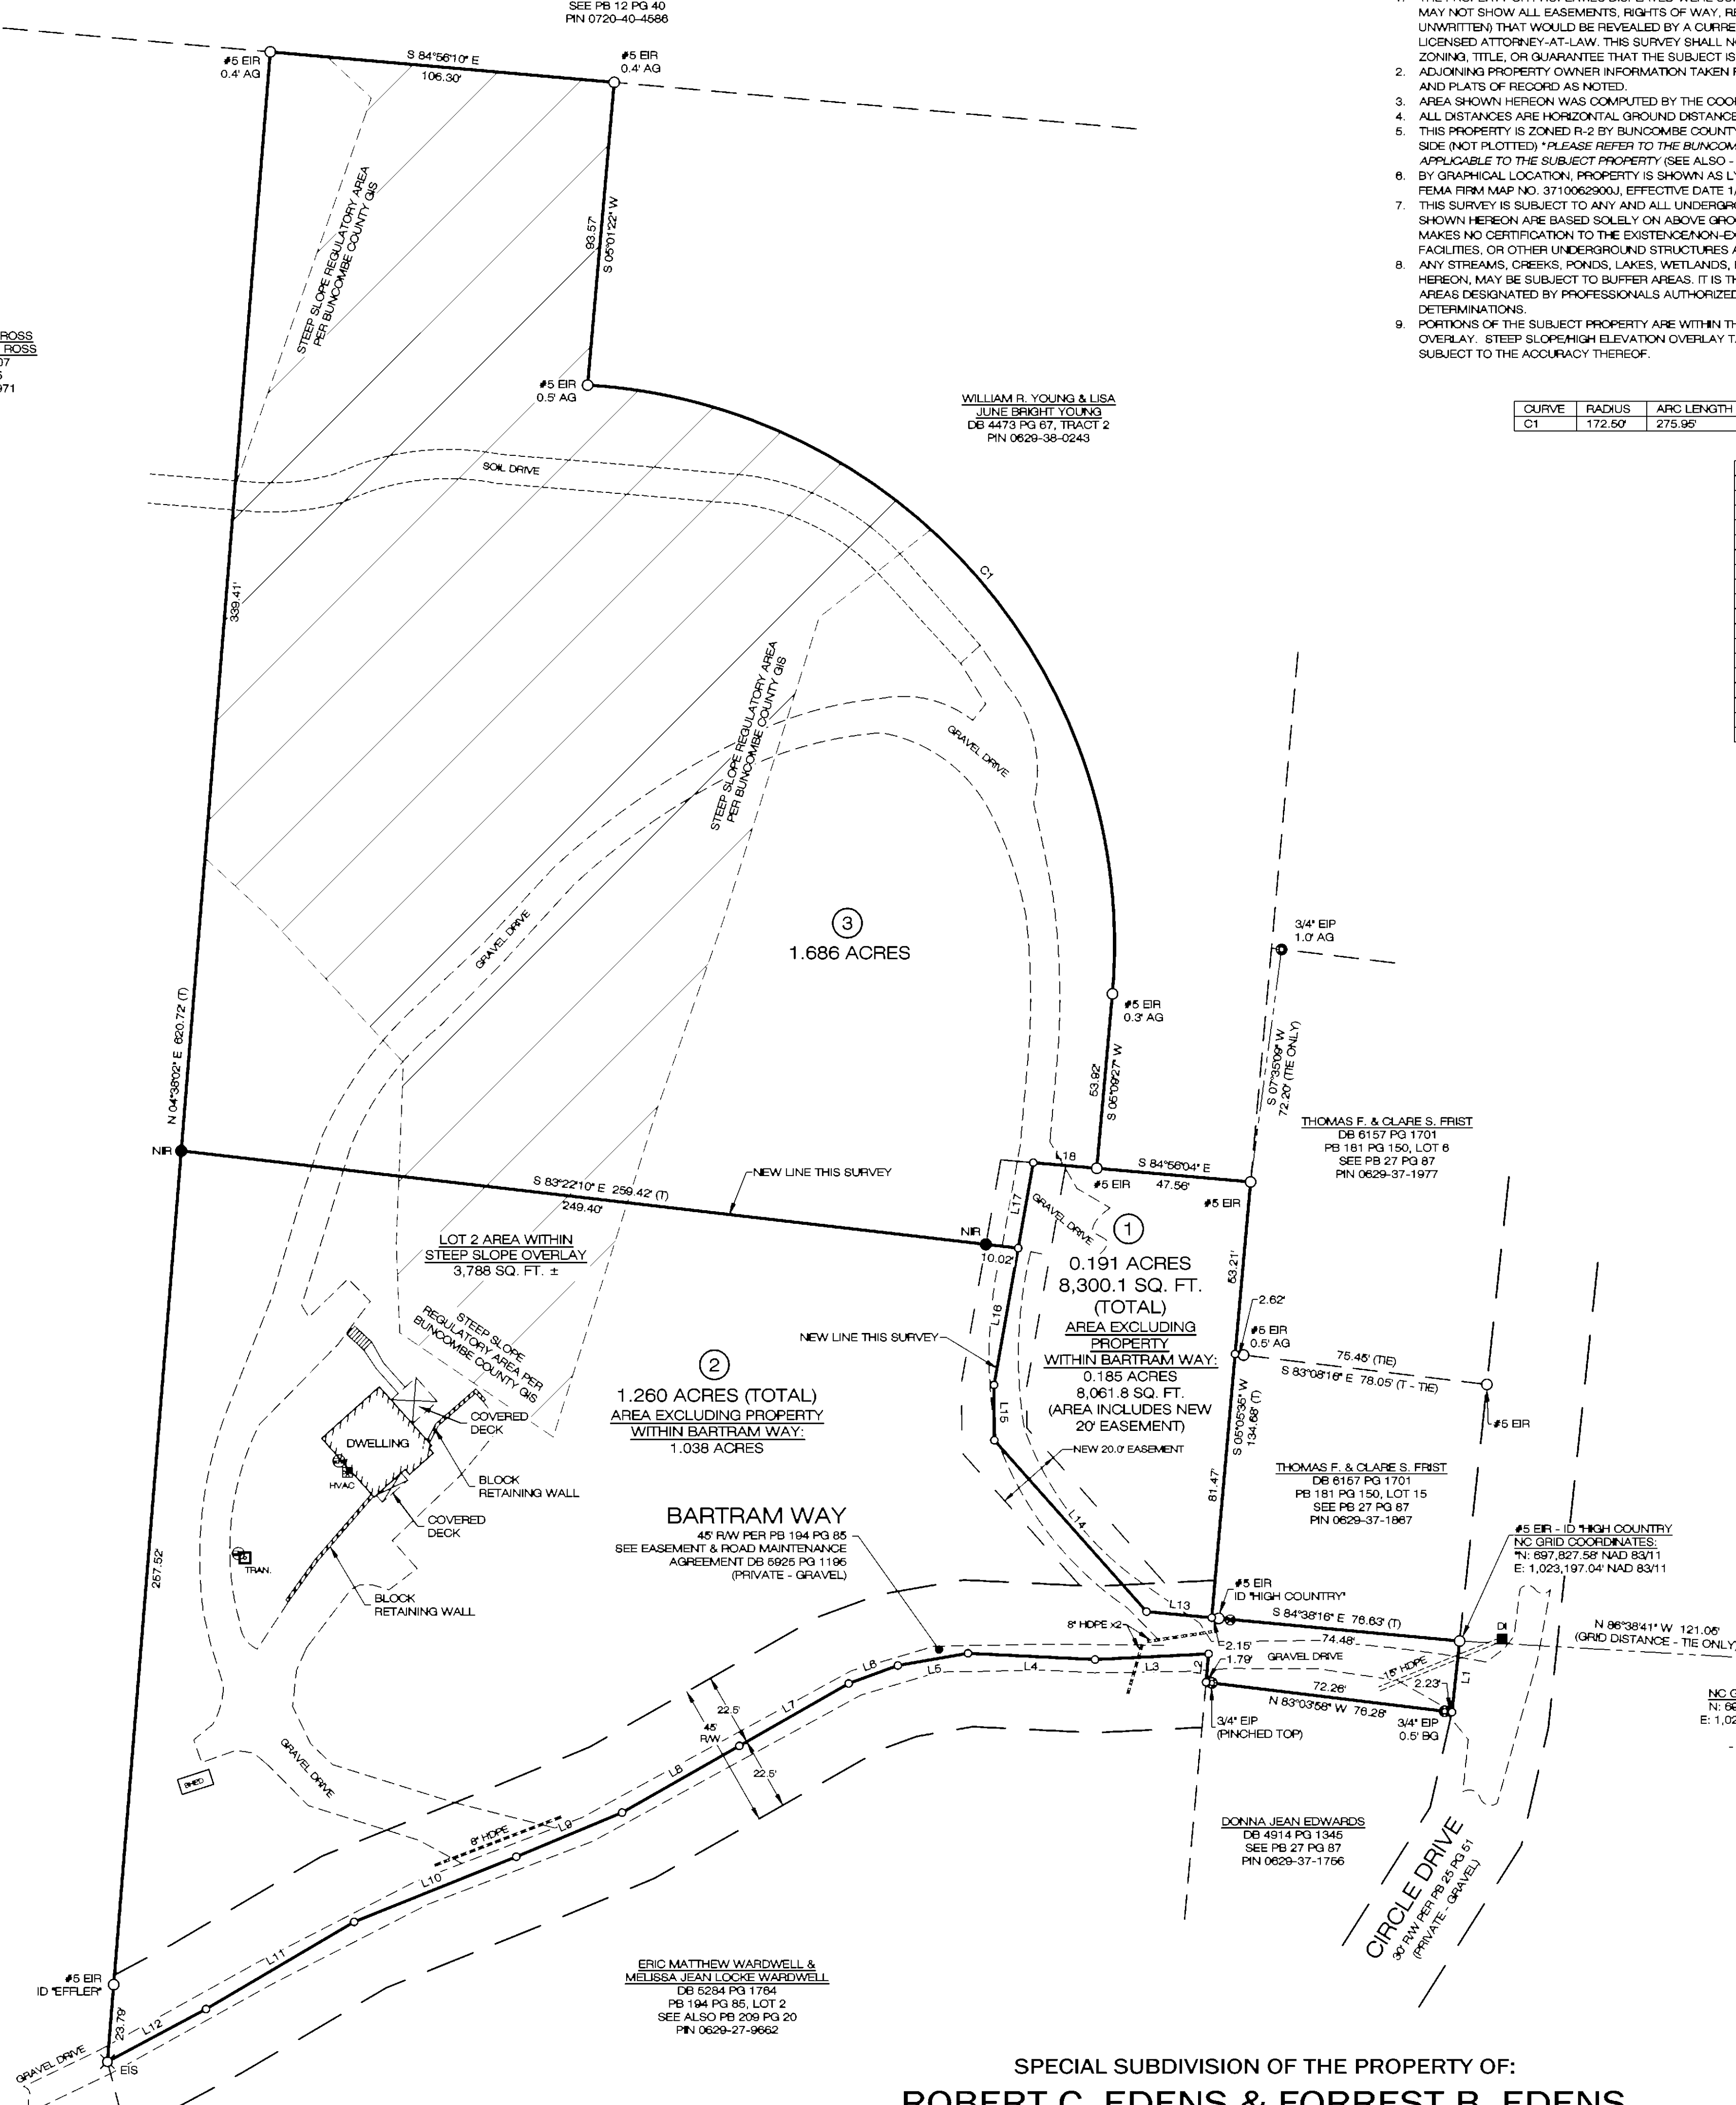 SEE PB 12 PG 40
PIN 0720-40-4586
#5 EIR
0.4' AG
S 84°56'10" E
106.30'
#5 EIR
0.4' AG
MAY NOT SHOW ALL EASEMENTS, RIGHTS OF WAY, RE
UNWRITTEN) THAT WOULD BE REVEALED BY A CURRE
LICENSED ATTORNEY-AT-LAW. THIS SURVEY SHALL NO
ZONING, TITLE, OR GUARANTEE THAT THE SUBJECT IS
2. ADJOINING PROPERTY OWNER INFORMATION TAKEN F
AND PLATS OF RECORD AS NOTED.
3. AREA SHOWN HEREON WAS COMPUTED BY THE COOR
4. ALL DISTANCES ARE HORIZONTAL GROUND DISTANCE
5. THIS PROPERTY IS ZONED R-2 BY BUNCOMBE COUNTY
SIDE (NOT PLOTTED) *PLEASE REFER TO THE BUNCOM
APPLICABLE TO THE SUBJECT PROPERTY (SEE ALSO -
6. BY GRAPHICAL LOCATION, PROPERTY IS SHOWN AS LY
FEMA FIRM MAP NO. 3710062900J, EFFECTIVE DATE 1/
7. THIS SURVEY IS SUBJECT TO ANY AND ALL UNDERGRO
SHOWN HEREON ARE BASED SOLELY ON ABOVE GRO
MAKES NO CERTIFICATION TO THE EXISTENCE/NON-EX
FACILITIES, OR OTHER UNDERGROUND STRUCTURES A
8. ANY STREAMS, CREEKS, PONDS, LAKES, WETLANDS,
HEREON, MAY BE SUBJECT TO BUFFER AREAS. IT IS TH
AREAS DESIGNATED BY PROFESSIONALS AUTHORIZED
DETERMINATIONS.
9. PORTIONS OF THE SUBJECT PROPERTY ARE WITHIN TH
OVERLAY. STEEP SLOPE/HIGH ELEVATION OVERLAY TA
SUBJECT TO THE ACCURACY THEREOF.
CURVE RADIUS ARC LENGTH
C1 172.50' 275.95'
STEEP SLOPE REGULATORY AREA
PER BUNCOMBE COUNTY GIS
93.57'
S 05°01'22" W
ROSS
ROSS
07
971
#5 EIR
0.5' AG
WILLIAM R. YOUNG & LISA
JUNE BRIGHT YOUNG
DB 4473 PG 67, TRACT 2
PIN 0629-38-0243
SOIL DRIVE
C1
339.41'
STEEP SLOPE REGULATORY AREA
PER BUNCOMBE COUNTY GIS
GRAVEL DRIVE
GRAVEL DRIVE
3
1.686 ACRES
3/4" EIP
1.0' AG
#5 EIR
0.3' AG
N 04°38'02" E 620.72' (T)
53.92'
S 05°09'27" W
S 07°35'09" W
72.20' (TIE ONLY)
THOMAS F. & CLARE S. FRIST
DB 6157 PG 1701
PB 181 PG 150, LOT 6
SEE PB 27 PG 87
PIN 0629-37-1977
NIR
NEW LINE THIS SURVEY
S 83°22'10" E 259.42' (T)
249.40'
L18
S 84°56'04" E
47.56'
#5 EIR
#5 EIR
L17
GRAVEL DRIVE
NIR
10.02'
LOT 2 AREA WITHIN
STEEP SLOPE OVERLAY
3,788 SQ. FT. ±
1
0.191 ACRES
8,300.1 SQ. FT.
(TOTAL)
AREA EXCLUDING
PROPERTY
WITHIN BARTRAM WAY:
0.185 ACRES
8,061.8 SQ. FT.
(AREA INCLUDES NEW
20' EASEMENT)
53.21'
2.62'
#5 EIR
0.5' AG
75.45' (TIE)
S 83°08'16" E 78.05' (T - TIE)
#5 EIR
L16
NEW LINE THIS SURVEY
STEEP SLOPE
REGULATORY AREA PER
BUNCOMBE COUNTY GIS
2
1.260 ACRES (TOTAL)
AREA EXCLUDING PROPERTY
WITHIN BARTRAM WAY:
1.038 ACRES
L15
NEW 20.0' EASEMENT
S 05°05'35" W
134.68' (T)
81.47'
COVERED
DECK
DWELLING
HVAC
BLOCK
RETAINING WALL
COVERED
DECK
THOMAS F. & CLARE S. FRIST
DB 6157 PG 1701
PB 181 PG 150, LOT 15
SEE PB 27 PG 87
PIN 0629-37-1867
L14
BARTRAM WAY
45' R/W PER PB 194 PG 85
SEE EASEMENT & ROAD MAINTENANCE
AGREEMENT DB 5925 PG 1195
(PRIVATE - GRAVEL)
#5 EIR - ID "HIGH COUNTRY
NC GRID COORDINATES:
"N: 697,827.58' NAD 83/11
E: 1,023,197.04' NAD 83/11
257.52'
TRAN.
BLOCK
RETAINING WALL
#5 EIR
ID "HIGH COUNTRY"
L13
S 84°38'16" E 76.63' (T)
74.48'
8" HDPE x2
2.15'
1.79'
GRAVEL DRIVE
DI
N 86°38'41" W 121.05'
(GRID DISTANCE - TIE ONLY
L6
L5
L4
L3
L2
15" HDPE
L1
2.23'
72.26'
N 83°03'58" W 76.28'
3/4" EIP
(PINCHED TOP)
3/4" EIP
0.5' BG
NC G
N: 69
E: 1,02
L7
22.5'
45'
R/W
22.5'
GRAVEL DRIVE
SHED
L8
8" HDPE
L9
L10
DONNA JEAN EDWARDS
DB 4914 PG 1345
SEE PB 27 PG 87
PIN 0629-37-1756
CIRCLE DRIVE
30' R/W PER PB 25 PG 51
(PRIVATE - GRAVEL)
L11
#5 EIR
ID "EFFLER"
ERIC MATTHEW WARDWELL &
MELISSA JEAN LOCKE WARDWELL
DB 5284 PG 1764
PB 194 PG 85, LOT 2
SEE ALSO PB 209 PG 20
PIN 0629-27-9662
23.79'
L12
GRAVEL DRIVE
EIS
SPECIAL SUBDIVISION OF THE PROPERTY OF:
ROBERT C. EDENS & FORREST B. EDENS